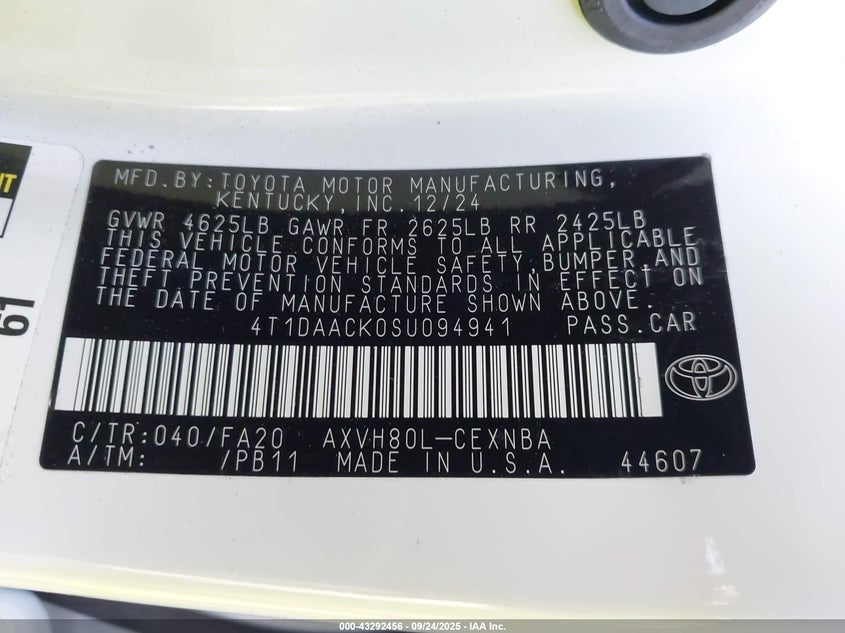 MFD.BY:TOYOTA MOTOR MANUFACTURING,
KENTUCKY,INC.12/24
GVWR 4625LB GAWR FR 2625LB RR 2425LB
THIS VEHICLE CONFORMS TO ALL APPLICABLE
FEDERAL MOTOR VEHICLE SAFETY,BUMPER,AND
THEFT PREVENTION STANDARDS IN EFFECT ON
THE DATE OF MANUFACTURE SHOWN ABOVE.
4T1DAACK0SU094941 PASS.CAR
C/TR:040/FA20 AXVH80L-CEXNBA
A/TM: /PB11 MADE IN U.S.A. 44607
61
000-43292456 - 09/24/2025 - IAA Inc.